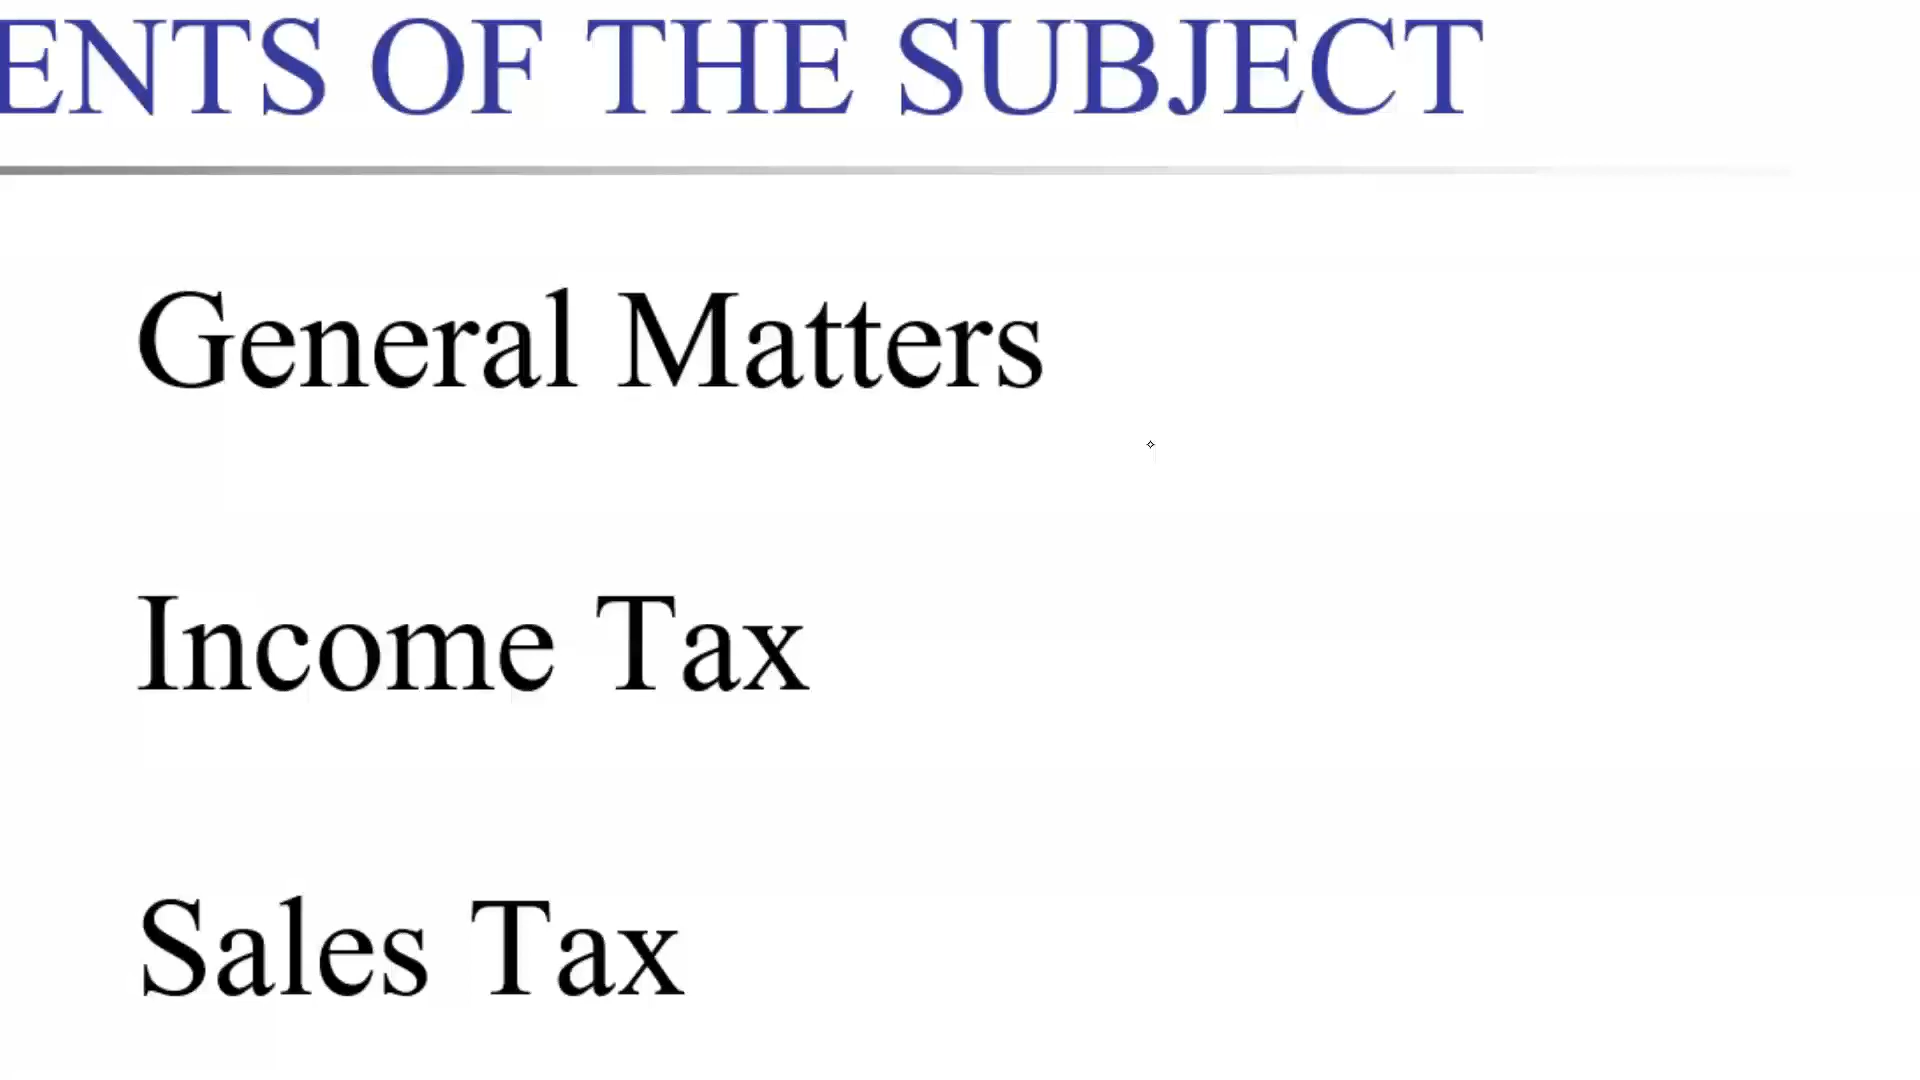 ENTS OF THE SUBJECT
General Matters
Income Tax
Sales Tax